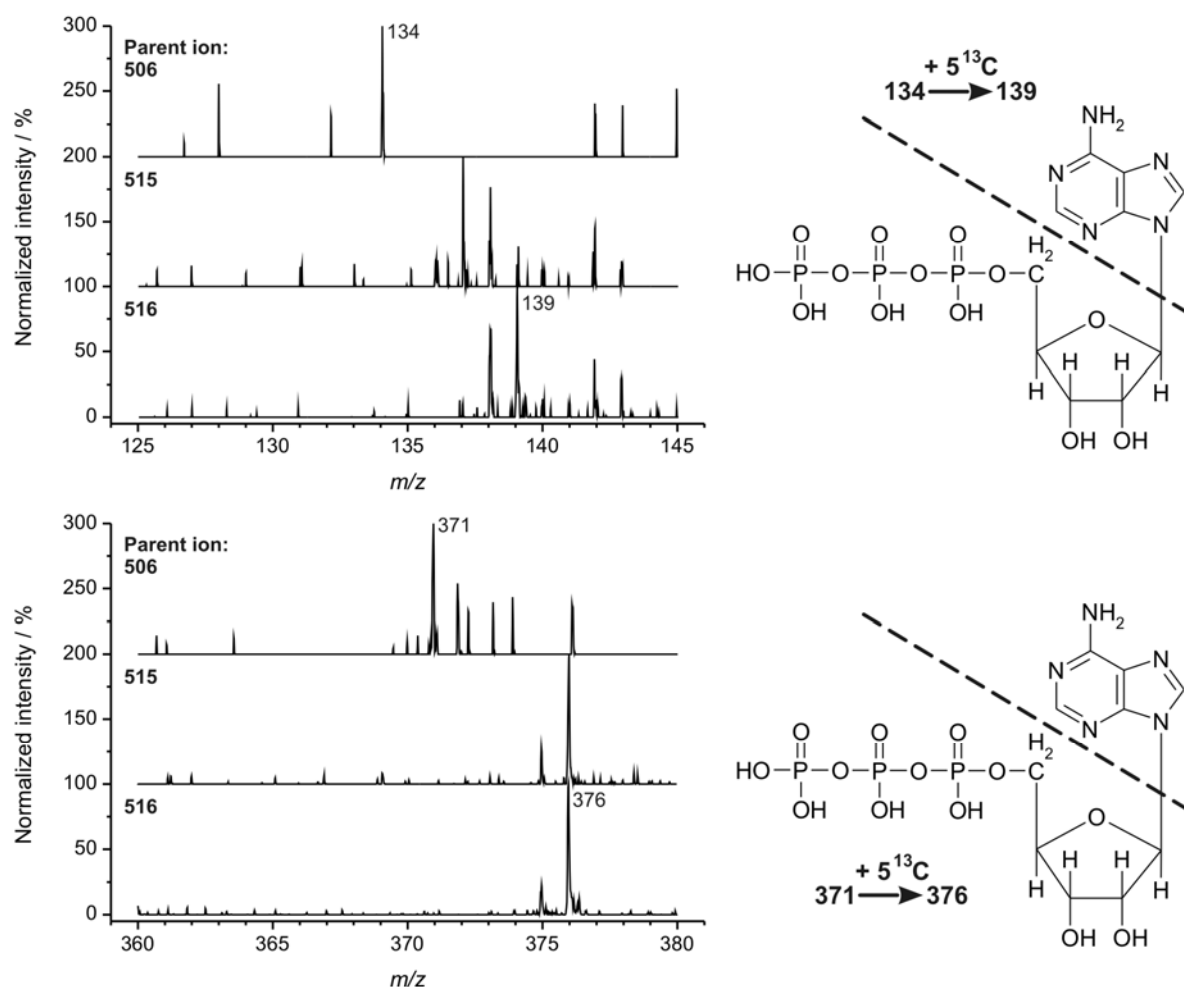 Normalized intensity / %
300
250
200
150
100
50
0
Parent ion:
506
134
515
516
139
125 130 135 140 145
m/z
+ 5 13C
134 139
NH2
N N
N N
H2
O O O
HO P O P O P O C
OH OH OH
O
H H
H H
OH OH
Normalized intensity / %
300
250
200
150
100
50
0
Parent ion:
506
371
515
516
376
360 365 370 375 380
m/z
NH2
N N
N N
H2
O O O
HO P O P O P O C
OH OH OH
O
+ 5 13C
371 376
H H
H H
OH OH